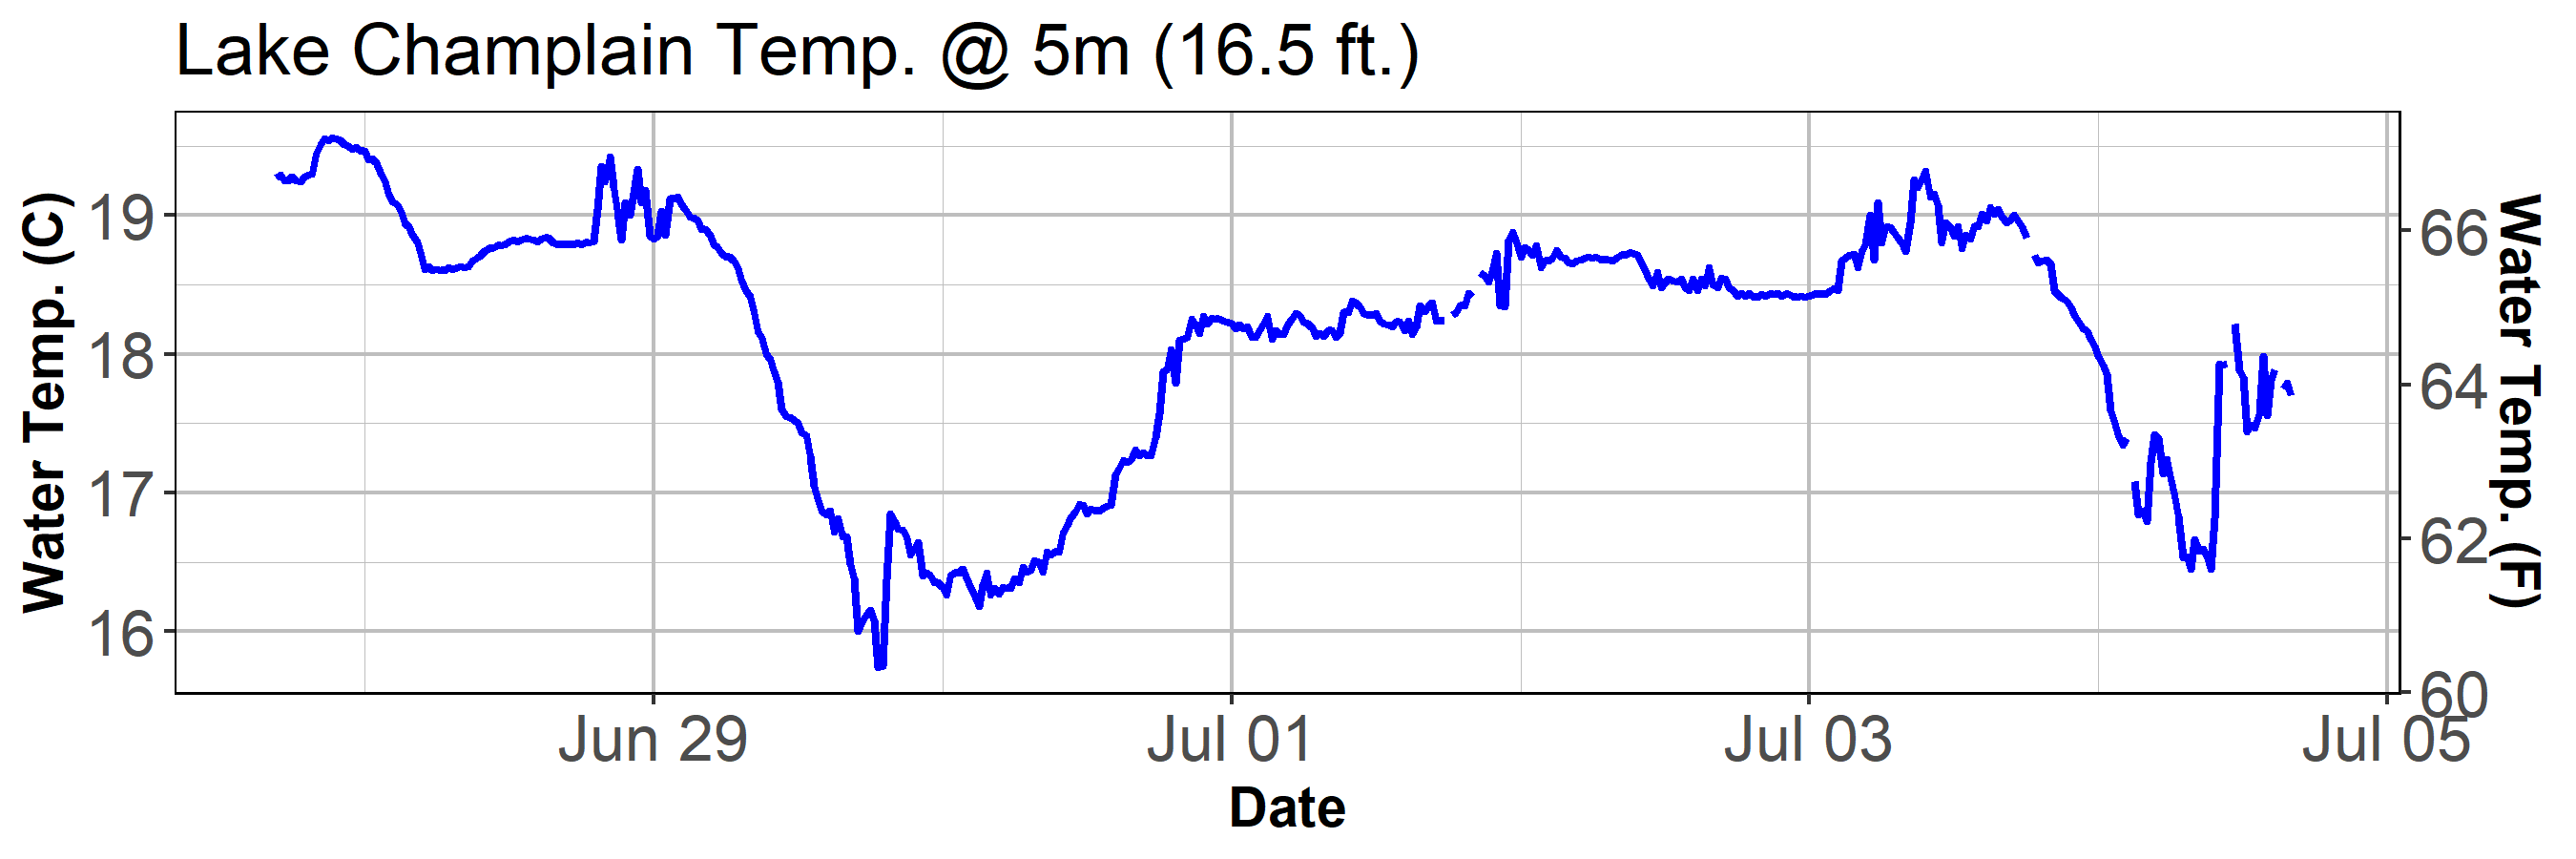 Lake Champlain Temp. @ 5m (16.5 ft.)
Water Temp. (C)
19
18
17
16
66
64
62
60
Water Temp. (F)
Jun 29
Jul 01
Jul 03
Jul 05
Date